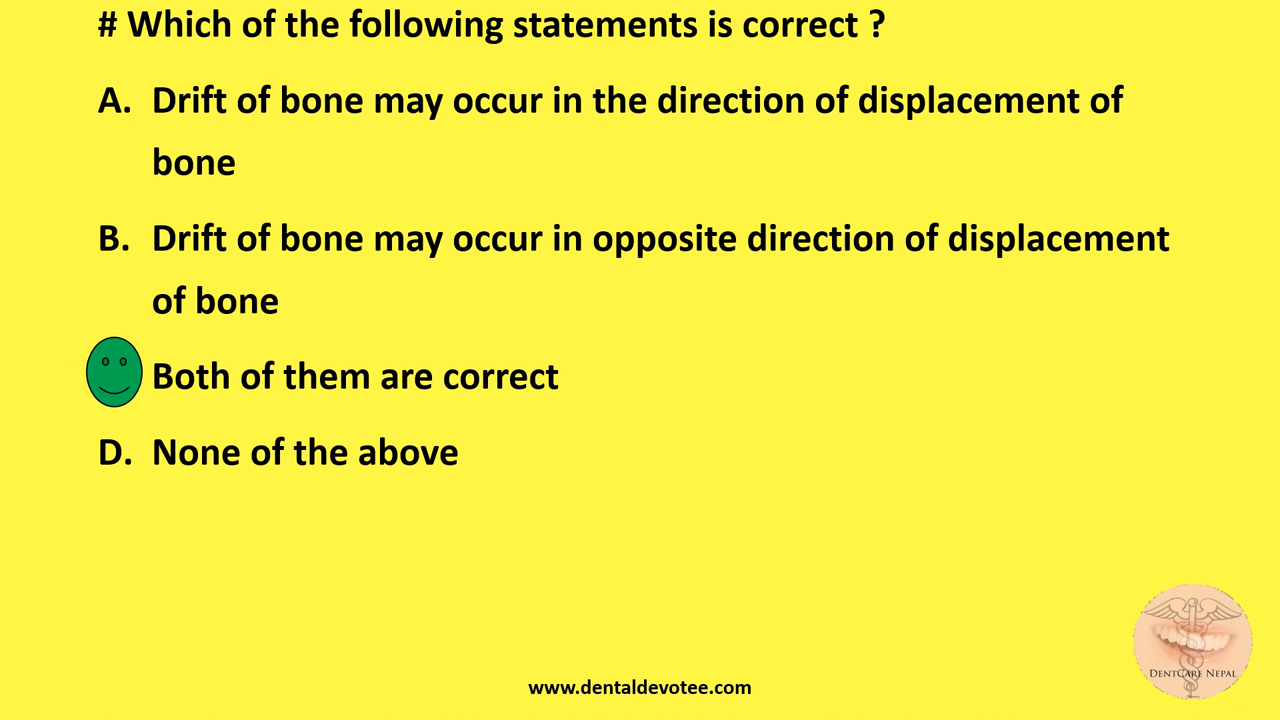 # Which of the following statements is correct ?
A. Drift of bone may occur in the direction of displacement of
bone
B. Drift of bone may occur in opposite direction of displacement
of bone
Both of them are correct
D. None of the above
DENTCARE NEPAL
www.dentaldevotee.com